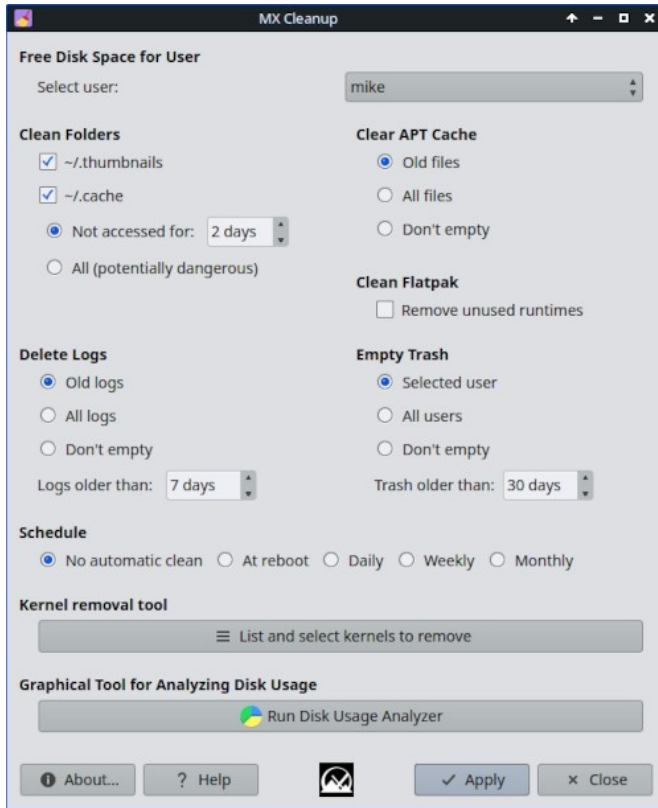 MX Cleanup
Free Disk Space for User
Select user: mike
Clean Folders
~/.thumbnails
~/.cache
Not accessed for: 2 days
All (potentially dangerous)
Clear APT Cache
Old files
All files
Don't empty
Clean Flatpak
Remove unused runtimes
Delete Logs
Old logs
All logs
Don't empty
Logs older than: 7 days
Empty Trash
Selected user
All users
Don't empty
Trash older than: 30 days
Schedule
No automatic clean At reboot Daily Weekly Monthly
Kernel removal tool
List and select kernels to remove
Graphical Tool for Analyzing Disk Usage
Run Disk Usage Analyzer
About... ? Help Apply Close